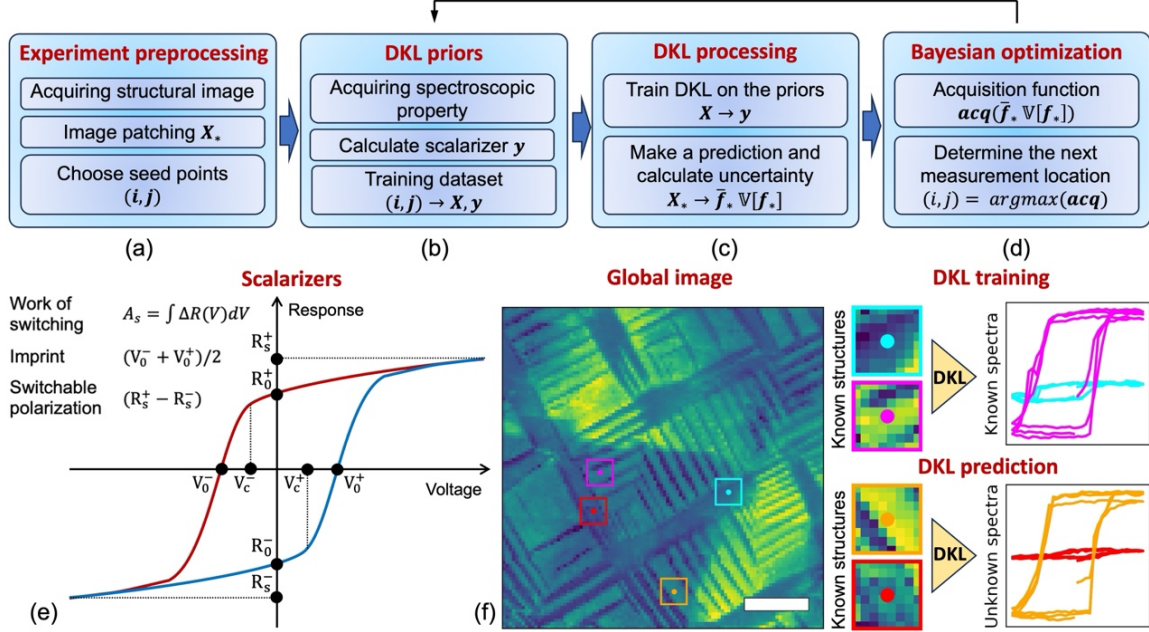 Experiment preprocessing
Acquiring structural image
Image patching X*
Choose seed points
(i,j)
(a)
DKL priors
Acquiring spectroscopic
property
Calculate scalarizer y
Training dataset
(i,j) → X, y
(b)
DKL processing
Train DKL on the priors
X → y
Make a prediction and
calculate uncertainty
X* → f̄* 𝕍[f*]
(c)
Bayesian optimization
Acquisition function
acq(f̄* 𝕍[f*])
Determine the next
measurement location
(i,j) = argmax(acq)
(d)
Scalarizers
Work of
switching
A_s = ∫ ΔR(V)dV
Imprint
(V₀⁻ + V₀⁺)/2
Switchable
polarization
(Rₛ⁺ − Rₛ⁻)
Response
Rₛ⁺
R₀⁺
V₀⁻
V_c⁻
V_c⁺
V₀⁺
Voltage
R₀⁻
Rₛ⁻
(e)
Global image
(f)
DKL training
Known structures
DKL
Known spectra
DKL prediction
Known structures
DKL
Unknown spectra